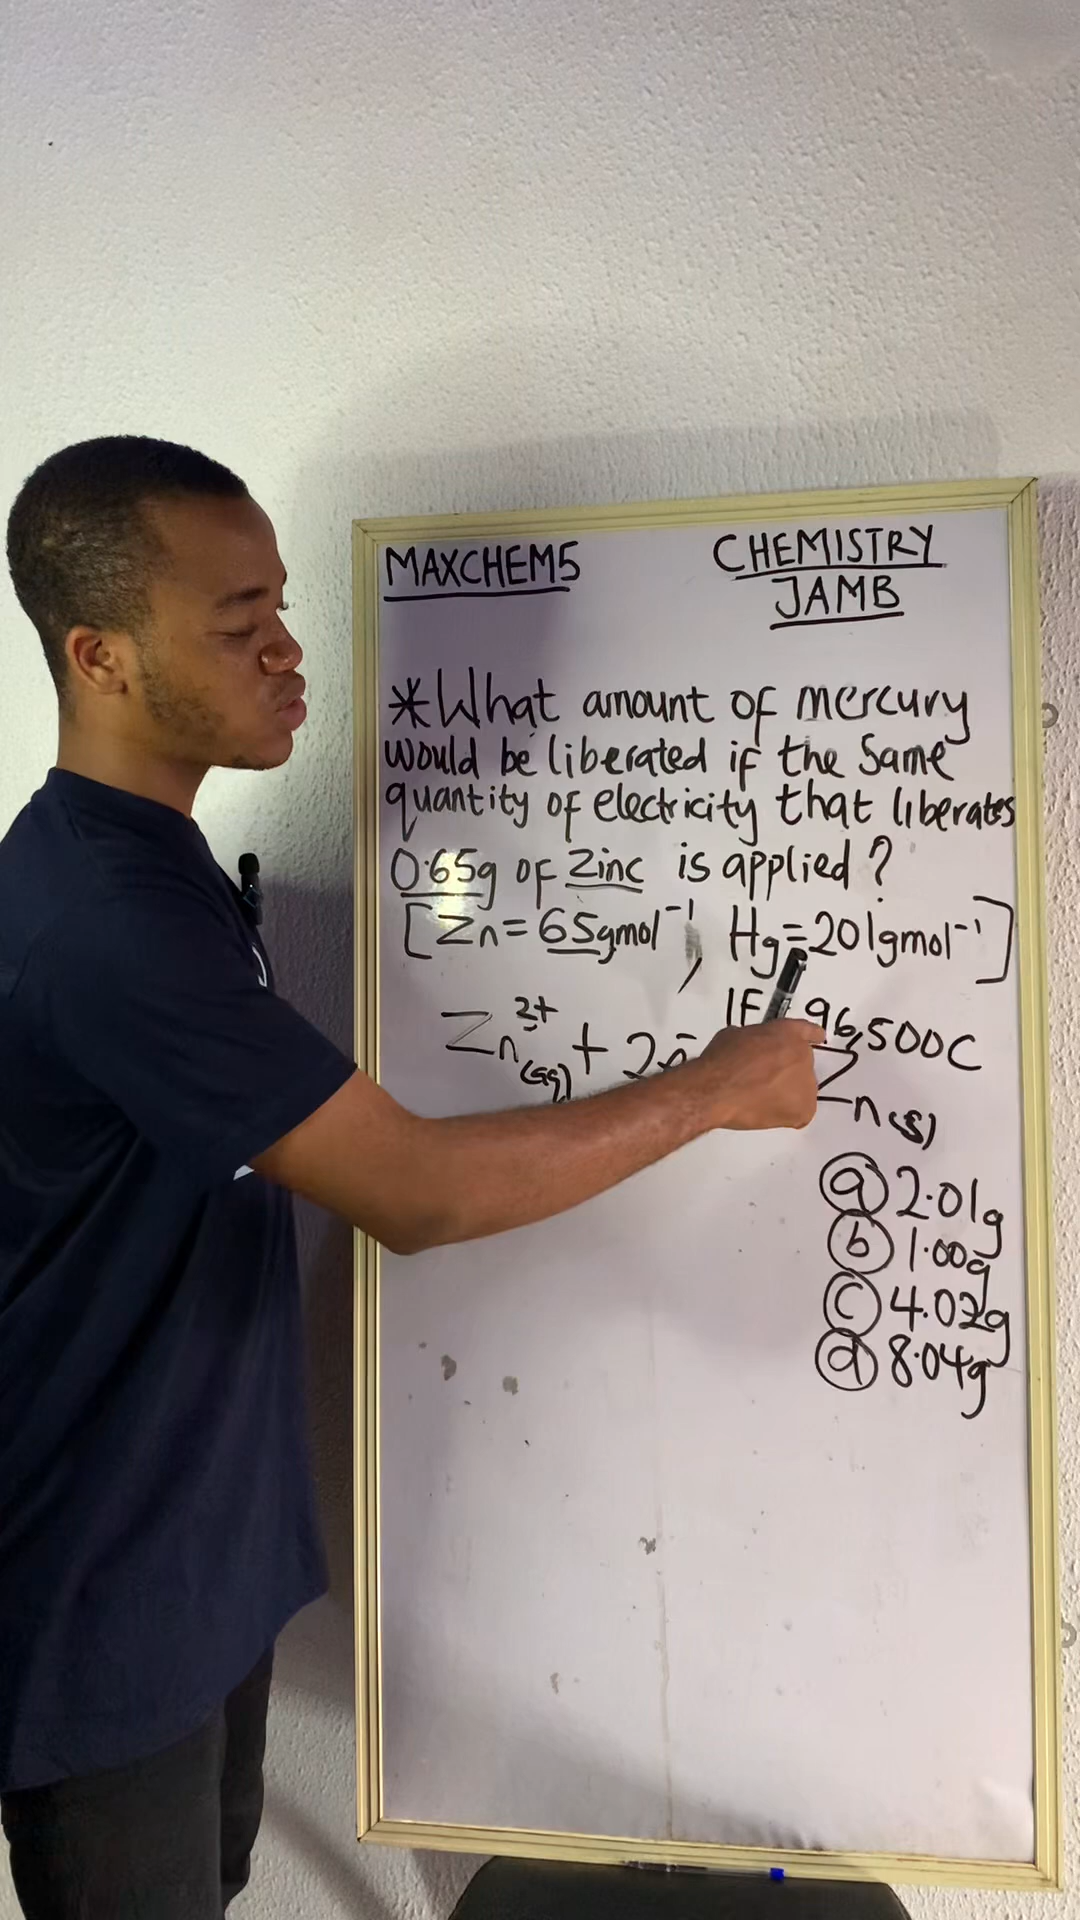 MAXCHEM5
CHEMISTRY
JAMB
*What amount of mercury
would be liberated if the same
quantity of electricity that liberates
0.65g of Zinc is applied?
[Zn=65gmol⁻¹, Hg=201gmol⁻¹]
1F 96,500C
Zn²⁺(aq) + 2e⁻ Zn(s)
(a) 2.01g
(b) 1.00g
(c) 4.02g
(d) 8.04g